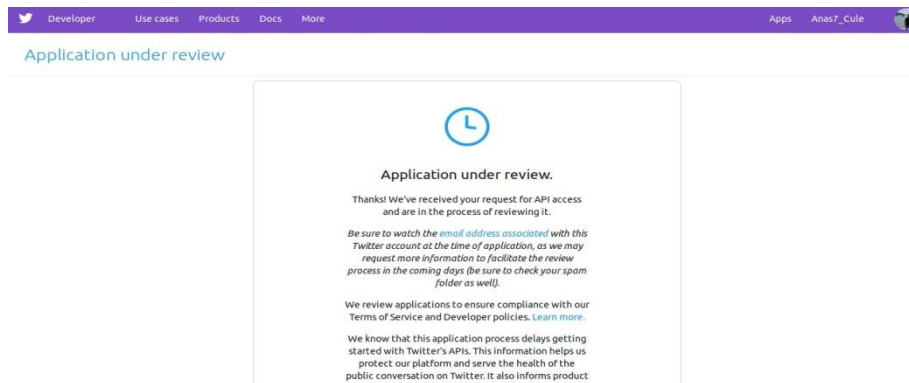 Developer Use cases Products Docs More Apps Anas7_Cule
Application under review
Application under review.
Thanks! We've received your request for API access
and are in the process of reviewing it.
Be sure to watch the email address associated with this
Twitter account at the time of application, as we may
request more information to facilitate the review
process in the coming days (be sure to check your spam
folder as well).
We review applications to ensure compliance with our
Terms of Service and Developer policies. Learn more.
We know that this application process delays getting
started with Twitter's APIs. This information helps us
protect our platform and serve the health of the
public conversation on Twitter. It also informs product